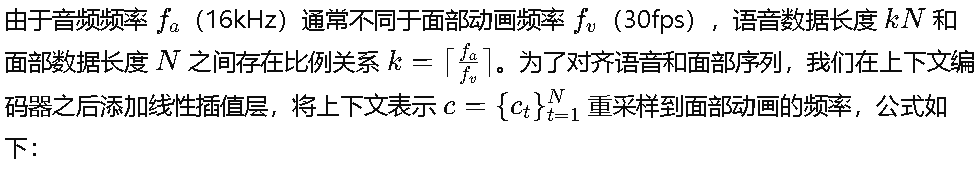 由于音频频率 $f_a$（16kHz）通常不同于面部动画频率 $f_v$（30fps），语音数据长度 $kN$ 和
面部数据长度 $N$ 之间存在比例关系 $k = \lceil \frac{f_a}{f_v} \rceil$。为了对齐语音和面部序列，我们在上下文编
码器之后添加线性插值层，将上下文表示 $c = \{c_t\}_{t=1}^{N}$ 重采样到面部动画的频率，公式如
下：